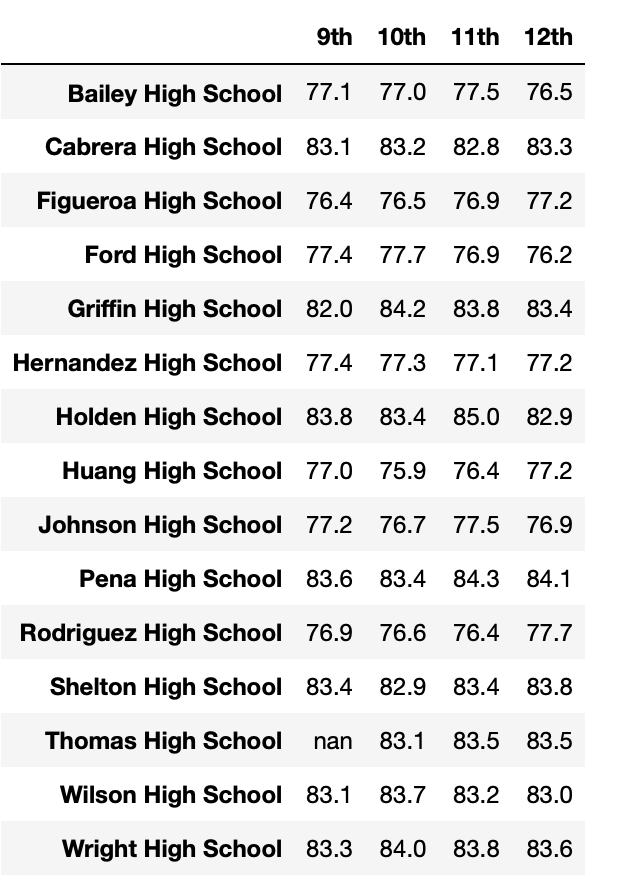 9th 10th 11th 12th
Bailey High School 77.1 77.0 77.5 76.5
Cabrera High School 83.1 83.2 82.8 83.3
Figueroa High School 76.4 76.5 76.9 77.2
Ford High School 77.4 77.7 76.9 76.2
Griffin High School 82.0 84.2 83.8 83.4
Hernandez High School 77.4 77.3 77.1 77.2
Holden High School 83.8 83.4 85.0 82.9
Huang High School 77.0 75.9 76.4 77.2
Johnson High School 77.2 76.7 77.5 76.9
Pena High School 83.6 83.4 84.3 84.1
Rodriguez High School 76.9 76.6 76.4 77.7
Shelton High School 83.4 82.9 83.4 83.8
Thomas High School nan 83.1 83.5 83.5
Wilson High School 83.1 83.7 83.2 83.0
Wright High School 83.3 84.0 83.8 83.6